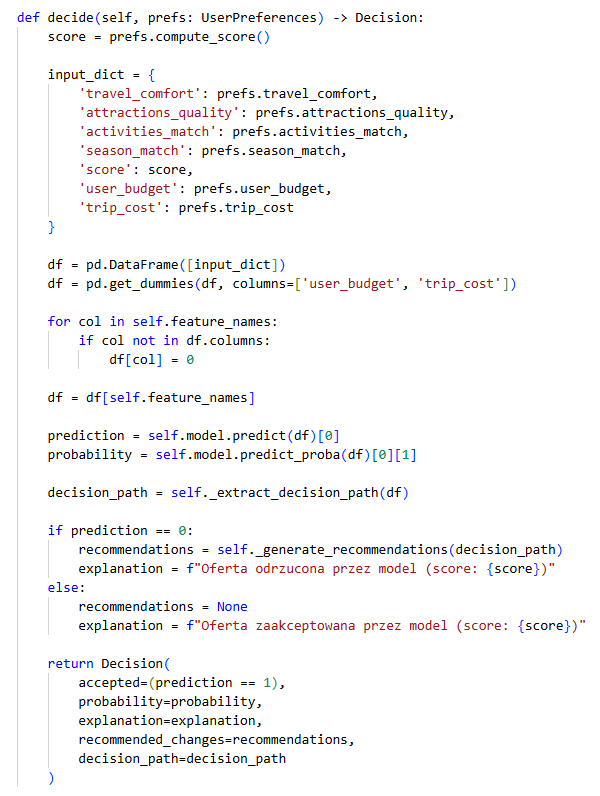 def decide(self, prefs: UserPreferences) -> Decision:
    score = prefs.compute_score()

    input_dict = {
        'travel_comfort': prefs.travel_comfort,
        'attractions_quality': prefs.attractions_quality,
        'activities_match': prefs.activities_match,
        'season_match': prefs.season_match,
        'score': score,
        'user_budget': prefs.user_budget,
        'trip_cost': prefs.trip_cost
    }

    df = pd.DataFrame([input_dict])
    df = pd.get_dummies(df, columns=['user_budget', 'trip_cost'])

    for col in self.feature_names:
        if col not in df.columns:
            df[col] = 0

    df = df[self.feature_names]

    prediction = self.model.predict(df)[0]
    probability = self.model.predict_proba(df)[0][1]

    decision_path = self._extract_decision_path(df)

    if prediction == 0:
        recommendations = self._generate_recommendations(decision_path)
        explanation = f"Oferta odrzucona przez model (score: {score})"
    else:
        recommendations = None
        explanation = f"Oferta zaakceptowana przez model (score: {score})"

    return Decision(
        accepted=(prediction == 1),
        probability=probability,
        explanation=explanation,
        recommended_changes=recommendations,
        decision_path=decision_path
    )